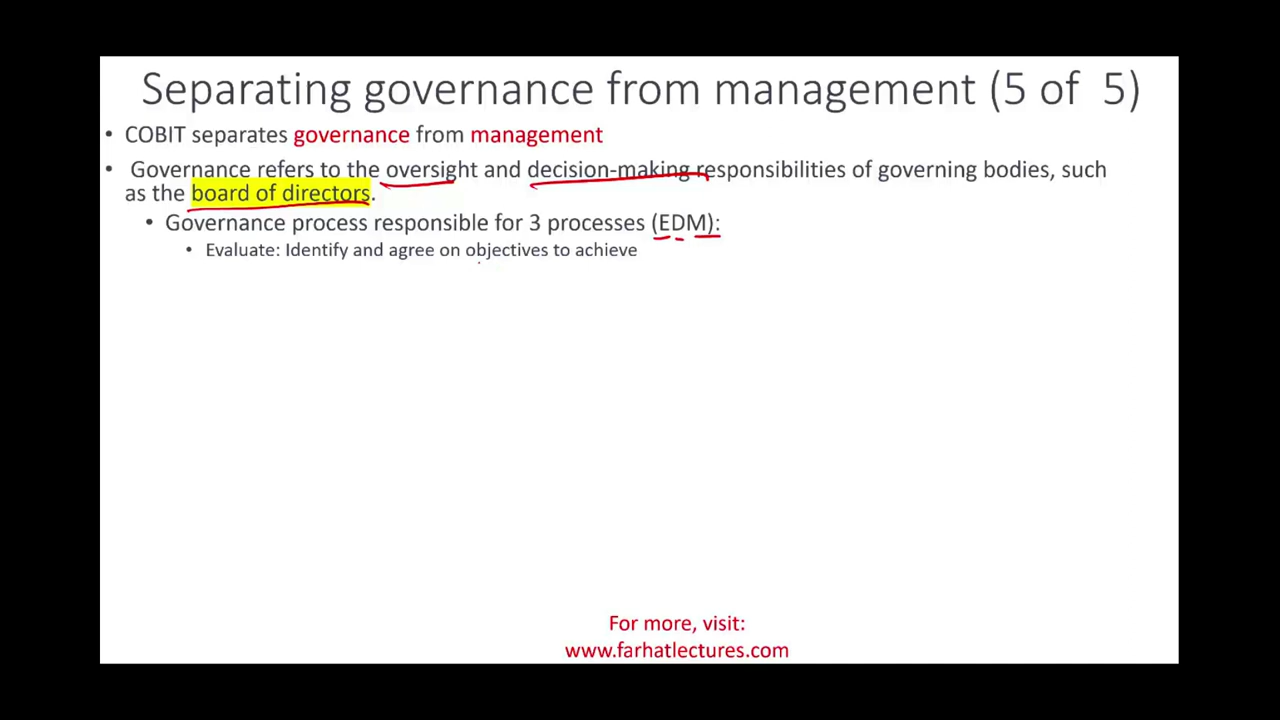 Separating governance from management (5 of 5)
• COBIT separates governance from management
• Governance refers to the oversight and decision-making responsibilities of governing bodies, such
as the board of directors.
• Governance process responsible for 3 processes (EDM):
• Evaluate: Identify and agree on objectives to achieve
For more, visit:
www.farhatlectures.com